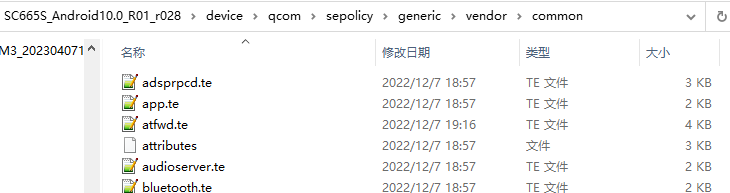 SC665S_Android10.0_R01_r028 > device > qcom > sepolicy > generic > vendor > common
M3_202304071
名称 修改日期 类型 大小
adsprpcd.te 2022/12/7 18:57 TE 文件 3 KB
app.te 2022/12/7 18:57 TE 文件 2 KB
atfwd.te 2022/12/7 19:16 TE 文件 4 KB
attributes 2022/12/7 18:57 文件 3 KB
audioserver.te 2022/12/7 18:57 TE 文件 2 KB
bluetooth.te 2022/12/7 18:57 TE 文件 2 KB